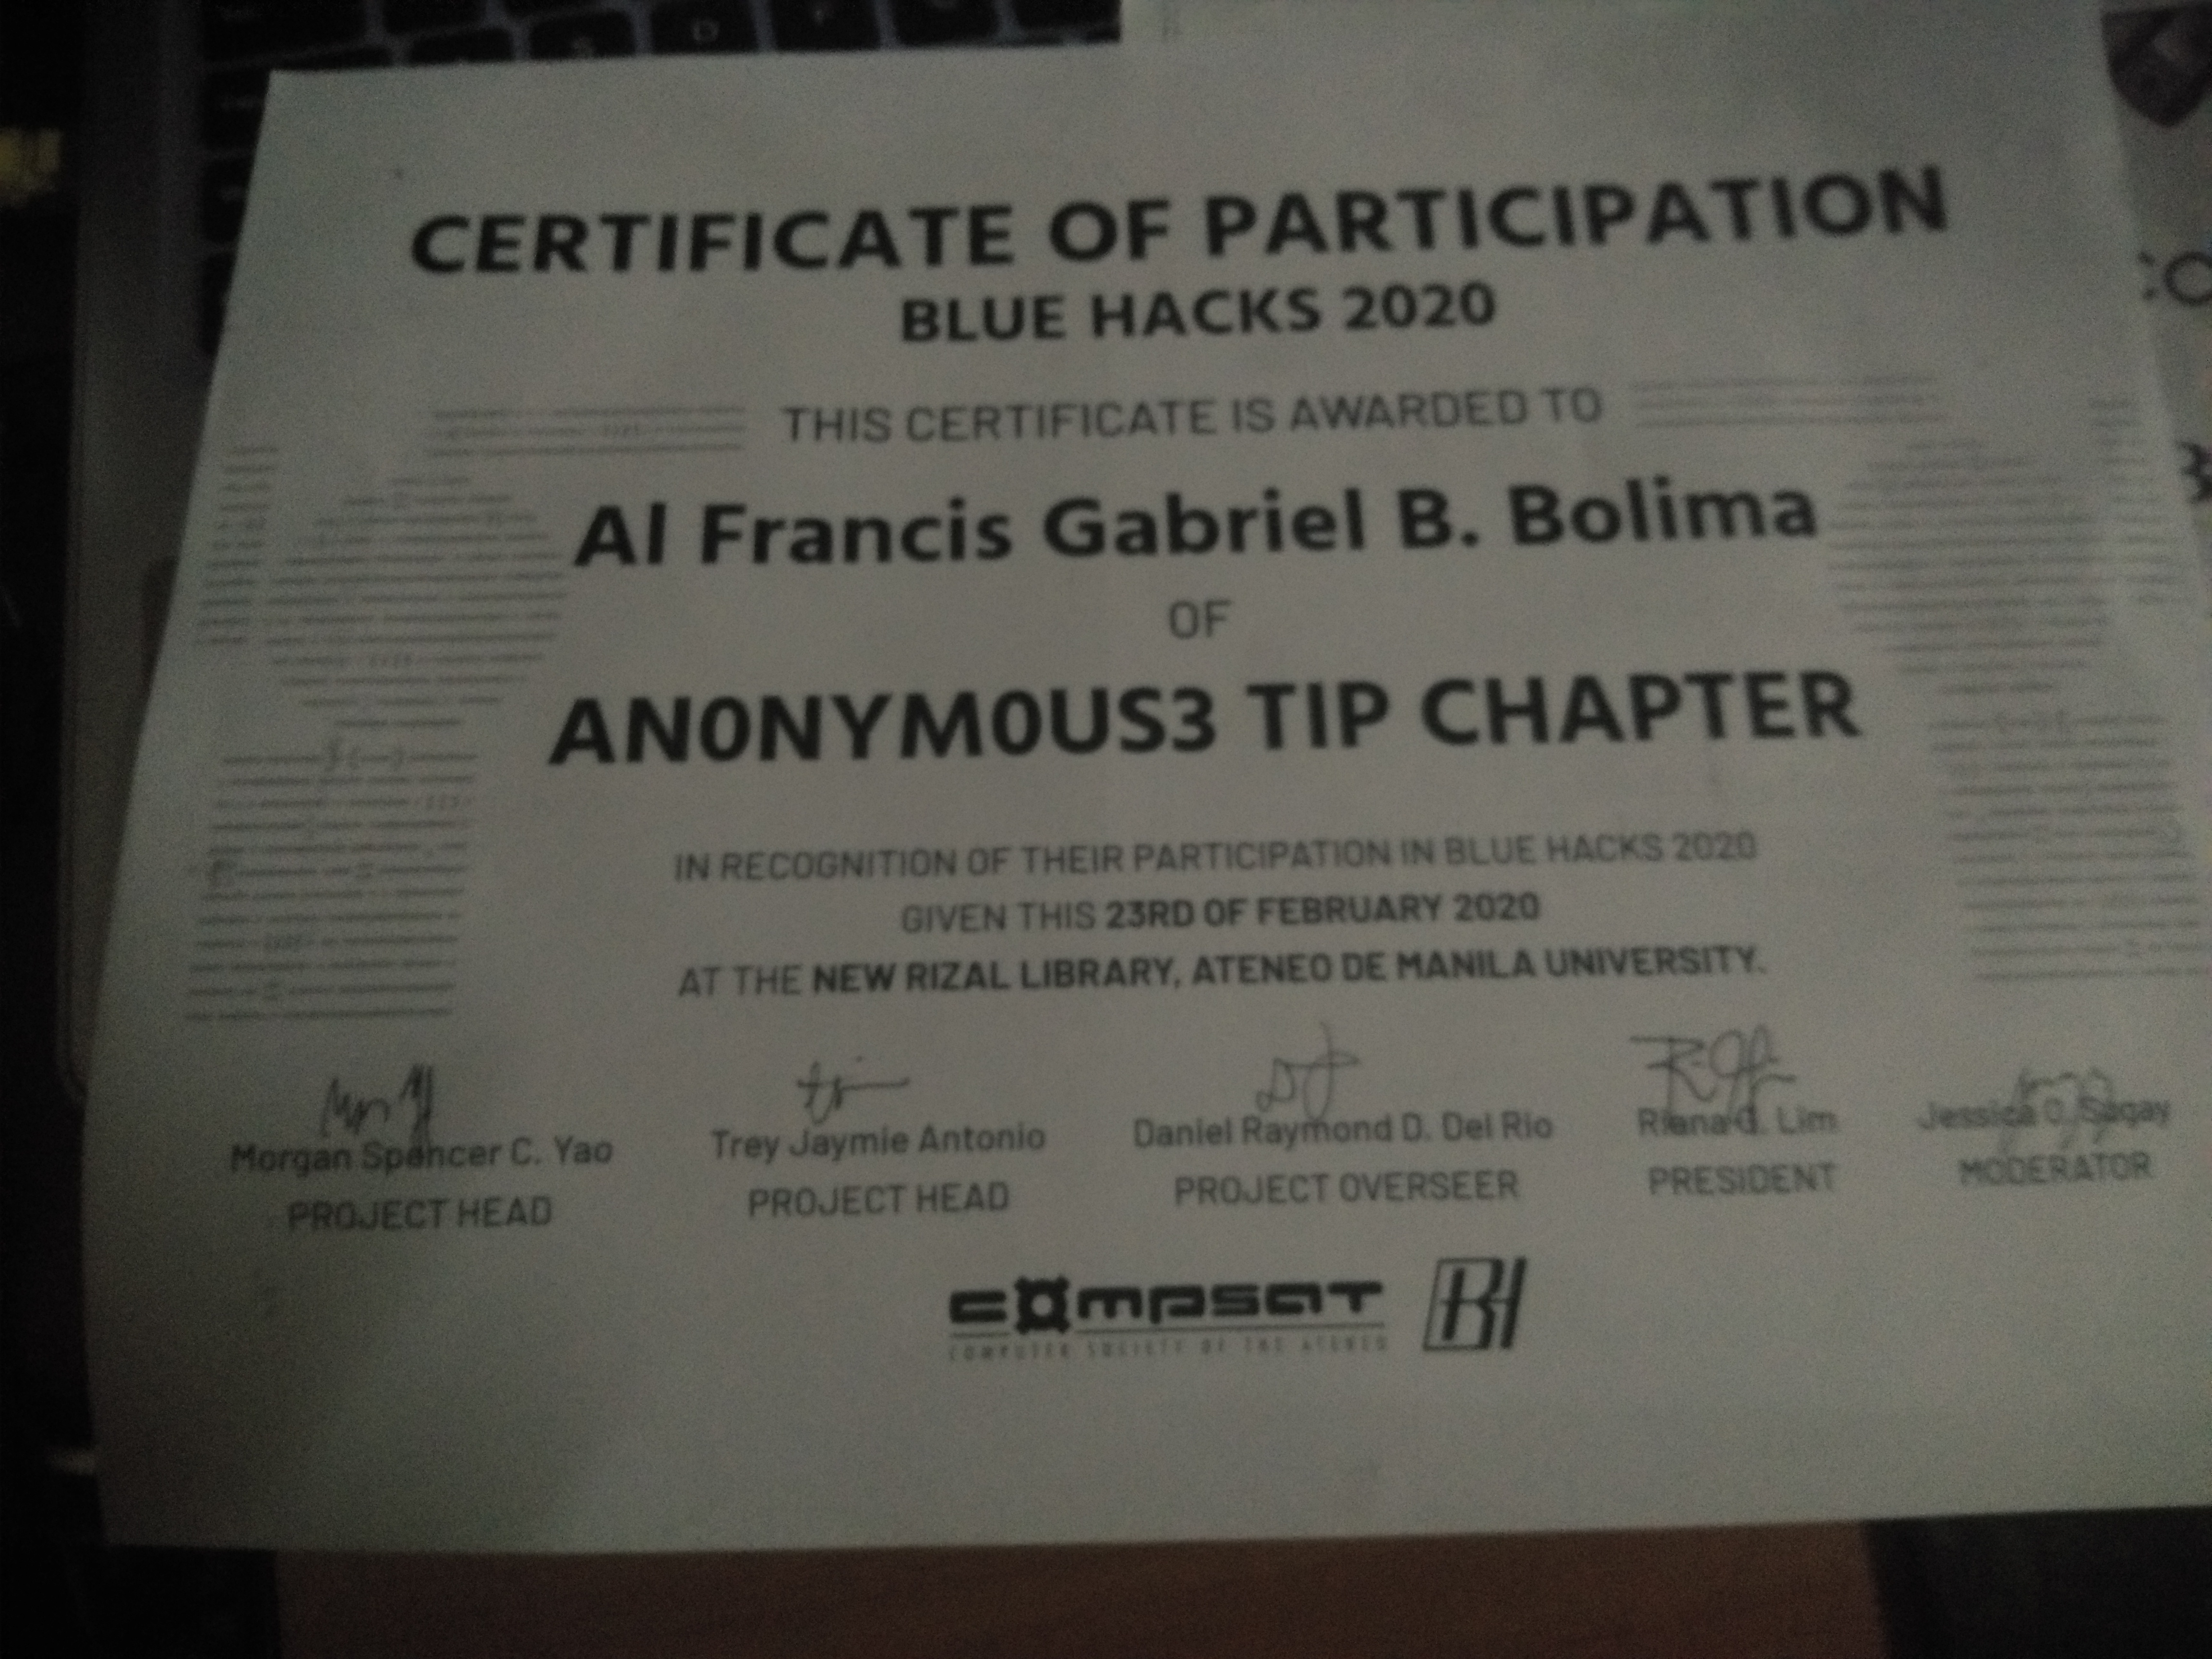 CERTIFICATE OF PARTICIPATION
BLUE HACKS 2020
THIS CERTIFICATE IS AWARDED TO
Al Francis Gabriel B. Bolima
OF
AN0NYM0US3 TIP CHAPTER
IN RECOGNITION OF THEIR PARTICIPATION IN BLUE HACKS 2020
GIVEN THIS 23RD OF FEBRUARY 2020
AT THE NEW RIZAL LIBRARY, ATENEO DE MANILA UNIVERSITY.
Morgan Spencer C. Yao
PROJECT HEAD
Trey Jaymie Antonio
PROJECT HEAD
Daniel Raymond D. Del Rio
PROJECT OVERSEER
Riana Lim
PRESIDENT
Jessica O. Sugay
MODERATOR
compsat
COMPUTER SOCIETY OF THE ATENEO
BH